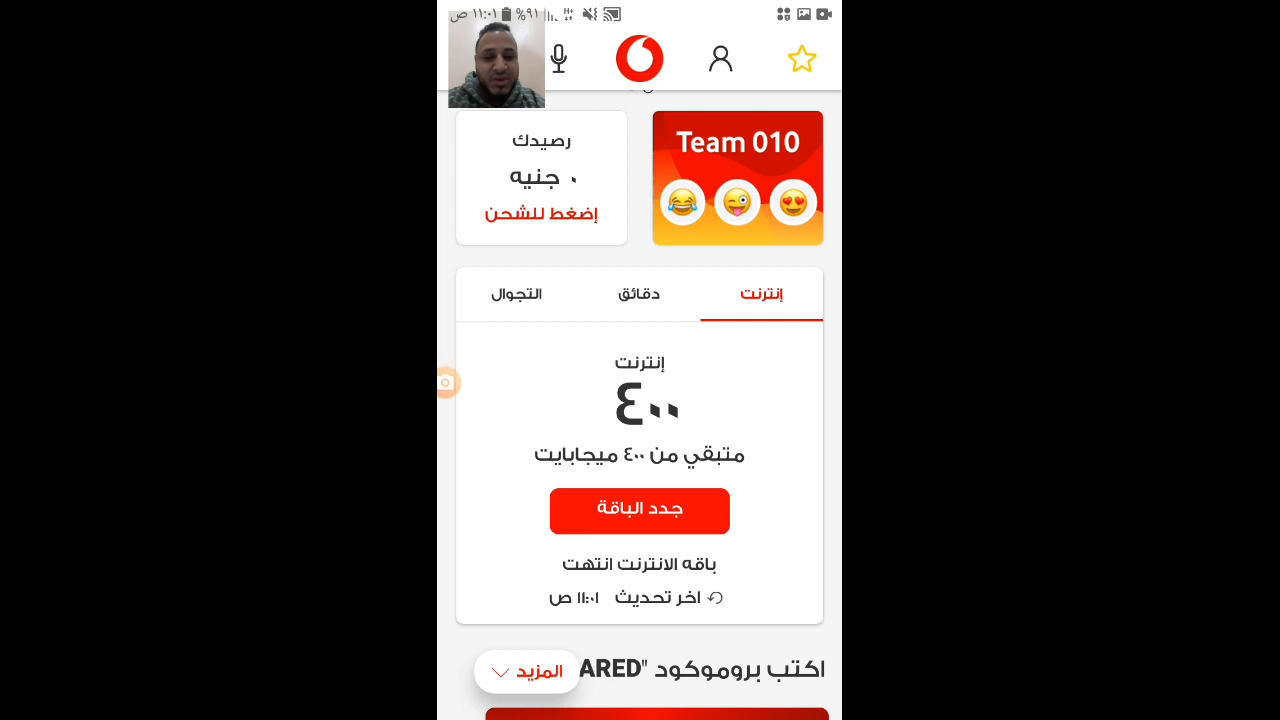 ١١:٠١ ص ٩١% H+
Team 010
رصيدك
٠ جنيه
إضغط للشحن
إنترنت
دقائق
التجوال
إنترنت
٤٠٠
متبقي من ٤٠٠ ميجابايت
جدد الباقة
باقه الانترنت انتهت
اخر تحديث ١١:٠١ ص
اكتب بروموكود "ARED
المزيد